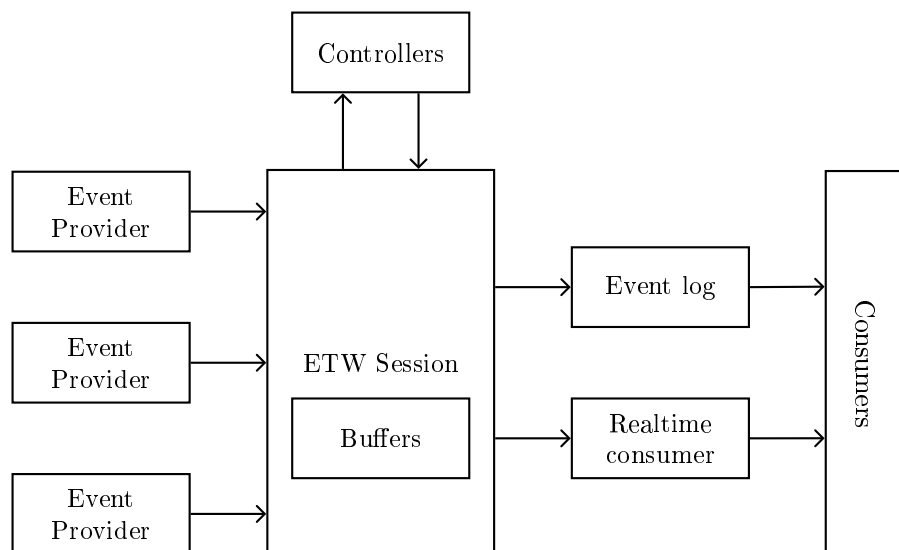 Controllers
Event
Provider
Event
Provider
Event
Provider
ETW Session
Buffers
Event log
Realtime
consumer
Consumers